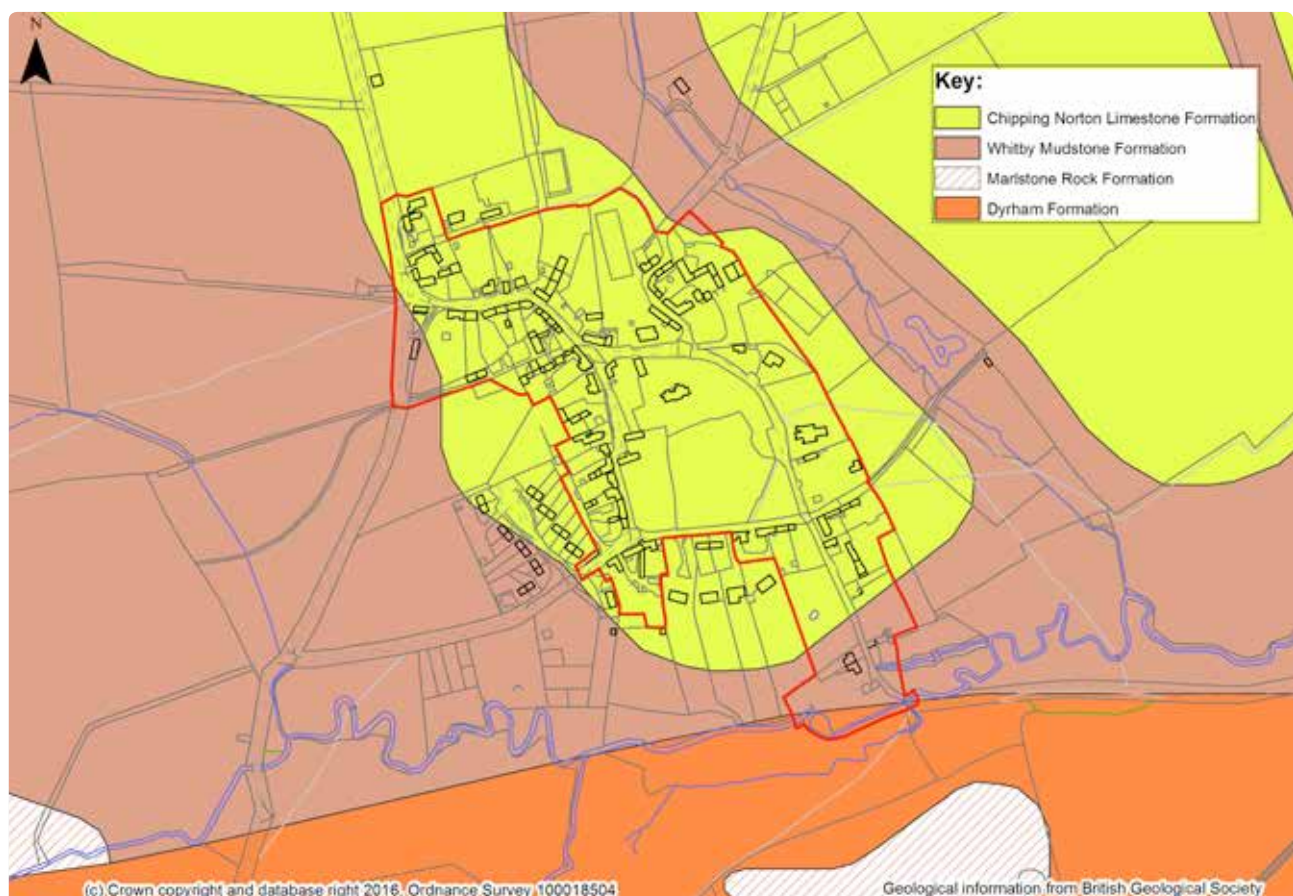 N
Key:
Chipping Norton Limestone Formation
Whitby Mudstone Formation
Marlstone Rock Formation
Dyrham Formation
(c) Crown copyright and database right 2016. Ordnance Survey 100018504
Geological information from British Geological Society